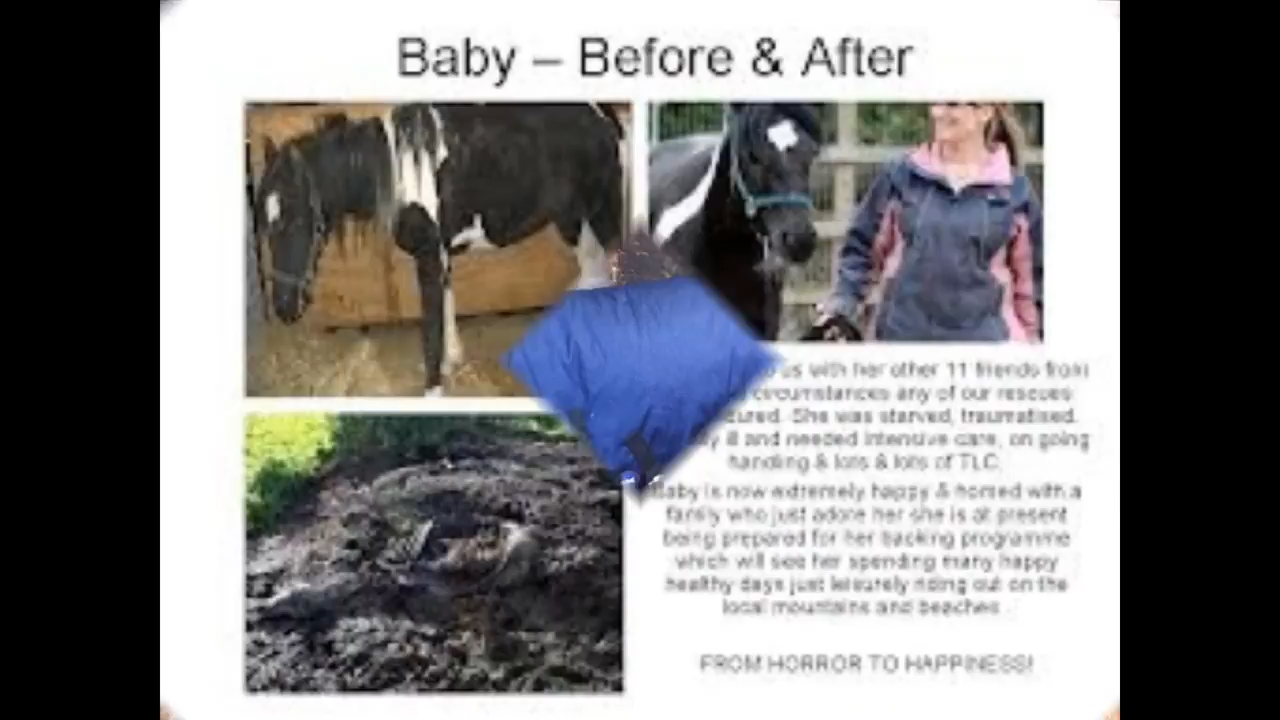 Baby – Before & After
us with her other 11 friends from
circumstances any of our rescues
She was starved, traumatised,
ill and needed intensive care, on going
handling & lots & lots of TLC.
Baby is now extremely happy & homed with a
family who just adore her she is at present
being prepared for her backing programme
which will see her spending many happy
healthy days just leisurely riding out on the
local mountains and beaches .
FROM HORROR TO HAPPINESS!